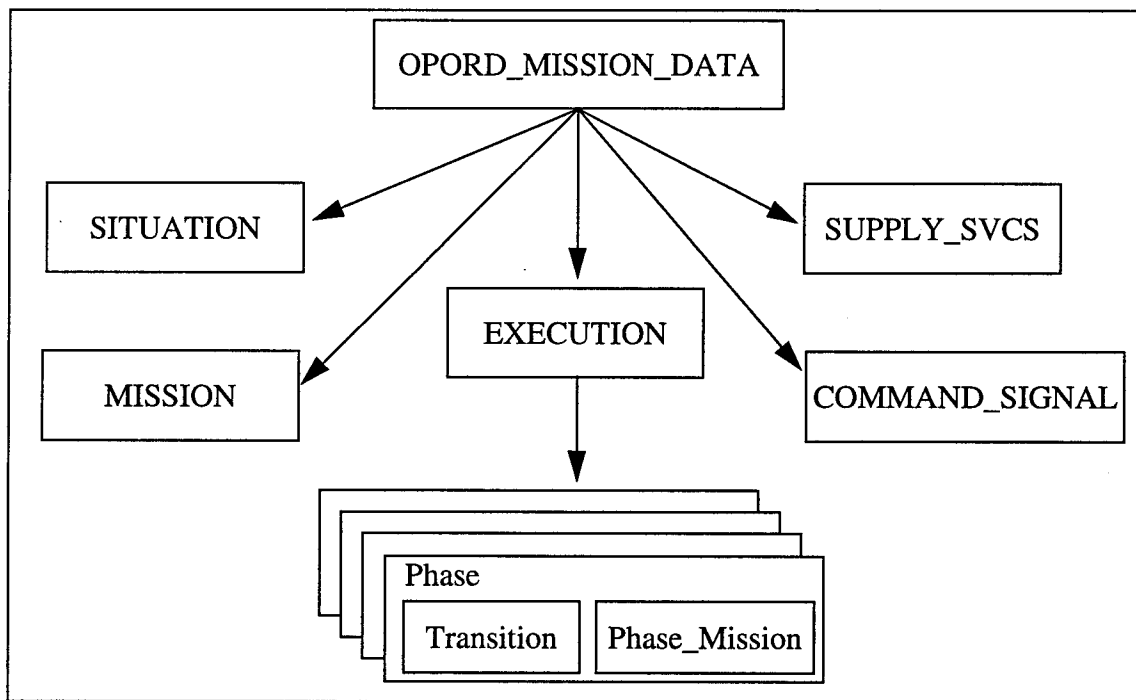 OPORD_MISSION_DATA
SITUATION
SUPPLY_SVCS
EXECUTION
MISSION
COMMAND_SIGNAL
Phase
Transition
Phase_Mission